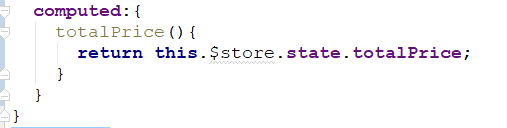 computed:{
totalPrice(){
return this.$store.state.totalPrice;
}
}
}